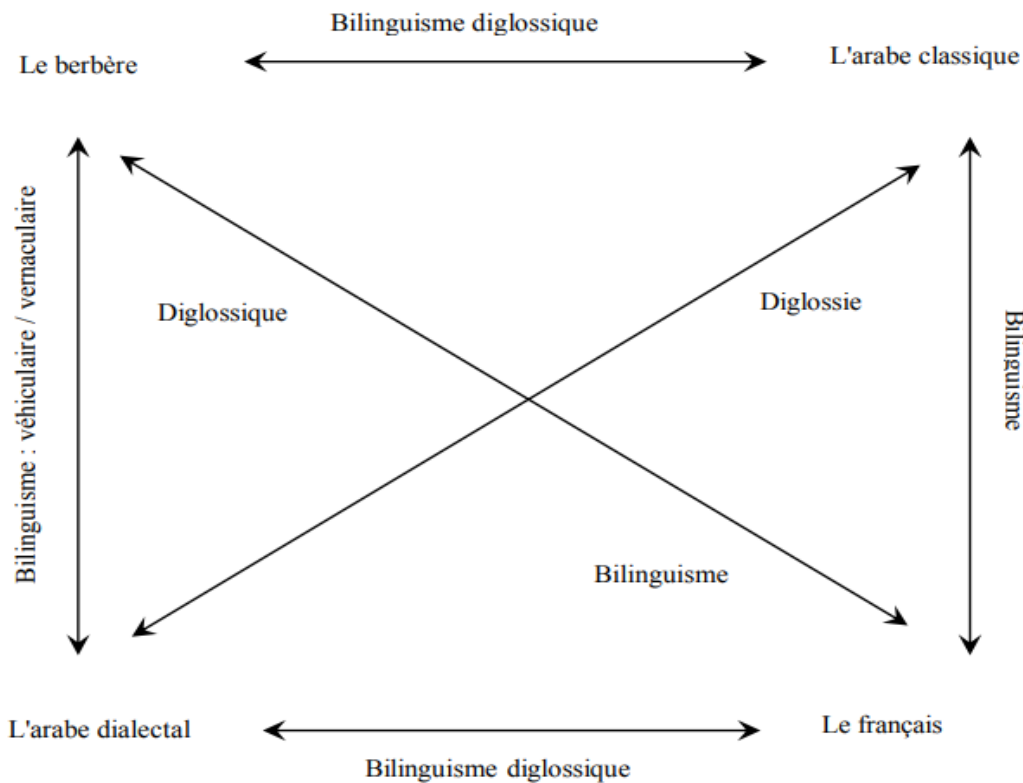 Bilinguisme diglossique
Le berbère
L'arabe classique
Bilinguisme : véhiculaire / vernaculaire
Diglossique
Diglossie
Bilinguisme
Bilinguisme
L'arabe dialectal
Le français
Bilinguisme diglossique